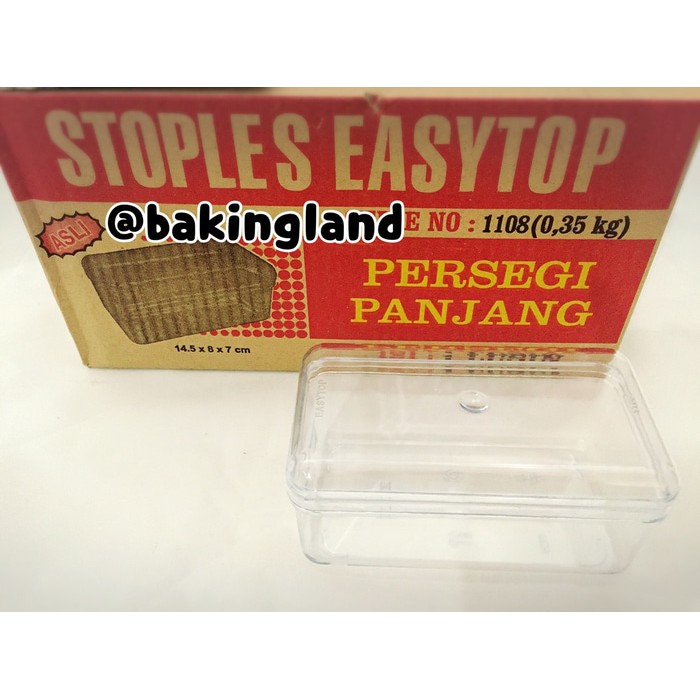 STOPLES EASYTOP
ASLI
@bakingland
NO : 1108(0,35 kg)
PERSEGI
PANJANG
14.5 x 8 x 7 cm
EASYTOP